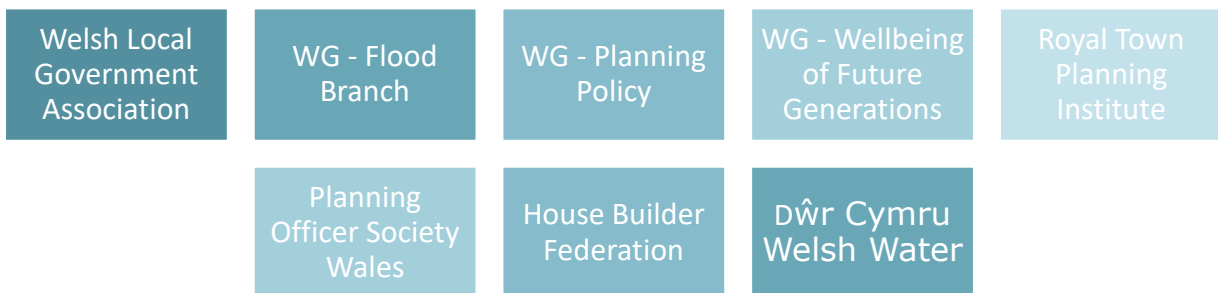 Welsh Local
Government
Association
WG - Flood
Branch
WG - Planning
Policy
WG - Wellbeing
of Future
Generations
Royal Town
Planning
Institute
Planning
Officer Society
Wales
House Builder
Federation
Dŵr Cymru
Welsh Water